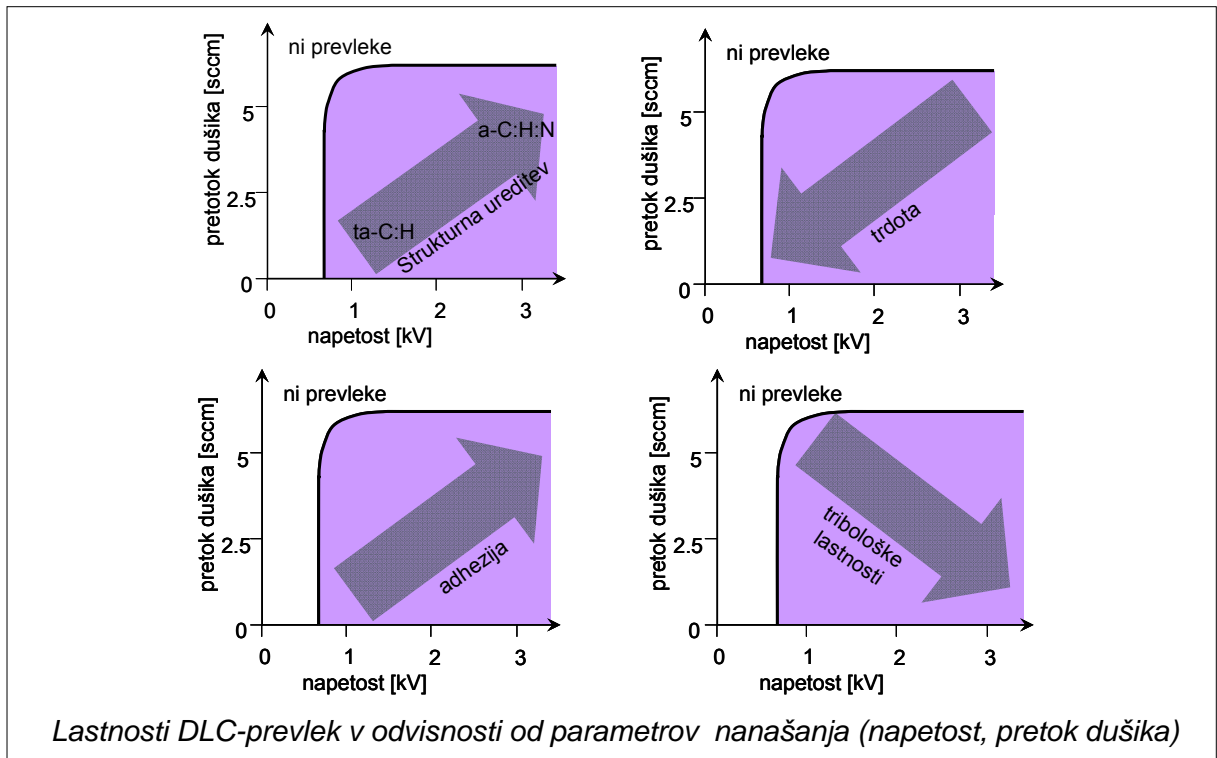 ni prevleke
pretotok dušika [sccm]
5
2.5
0
a-C:H:N
ta-C:H
Strukturna ureditev
0 1 2 3
napetost [kV]
ni prevleke
pretok dušika [sccm]
5
2.5
0
trdota
0 1 2 3
napetost [kV]
ni prevleke
pretok dušika [sccm]
5
2.5
0
adhezija
0 1 2 3
napetost [kV]
ni prevleke
pretok dušika [sccm]
5
2.5
0
tribološke
lastnosti
0 1 2 3
napetost [kV]
Lastnosti DLC-prevlek v odvisnosti od parametrov nanašanja (napetost, pretok dušika)